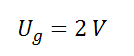 U_g = 2 V